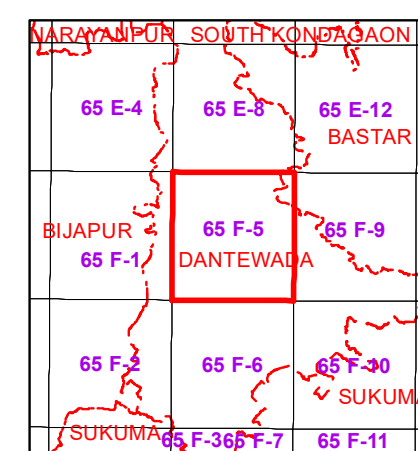 NARAYANPUR SOUTH KONDAGAON
65 E-4 65 E-8 65 E-12
BASTAR
BIJAPUR 65 F-5 65 F-9
65 F-1 DANTEWADA
65 F-2 65 F-6 65 F-10
SUKUMA
SUKUMA 65 F-3 65 F-7 65 F-11